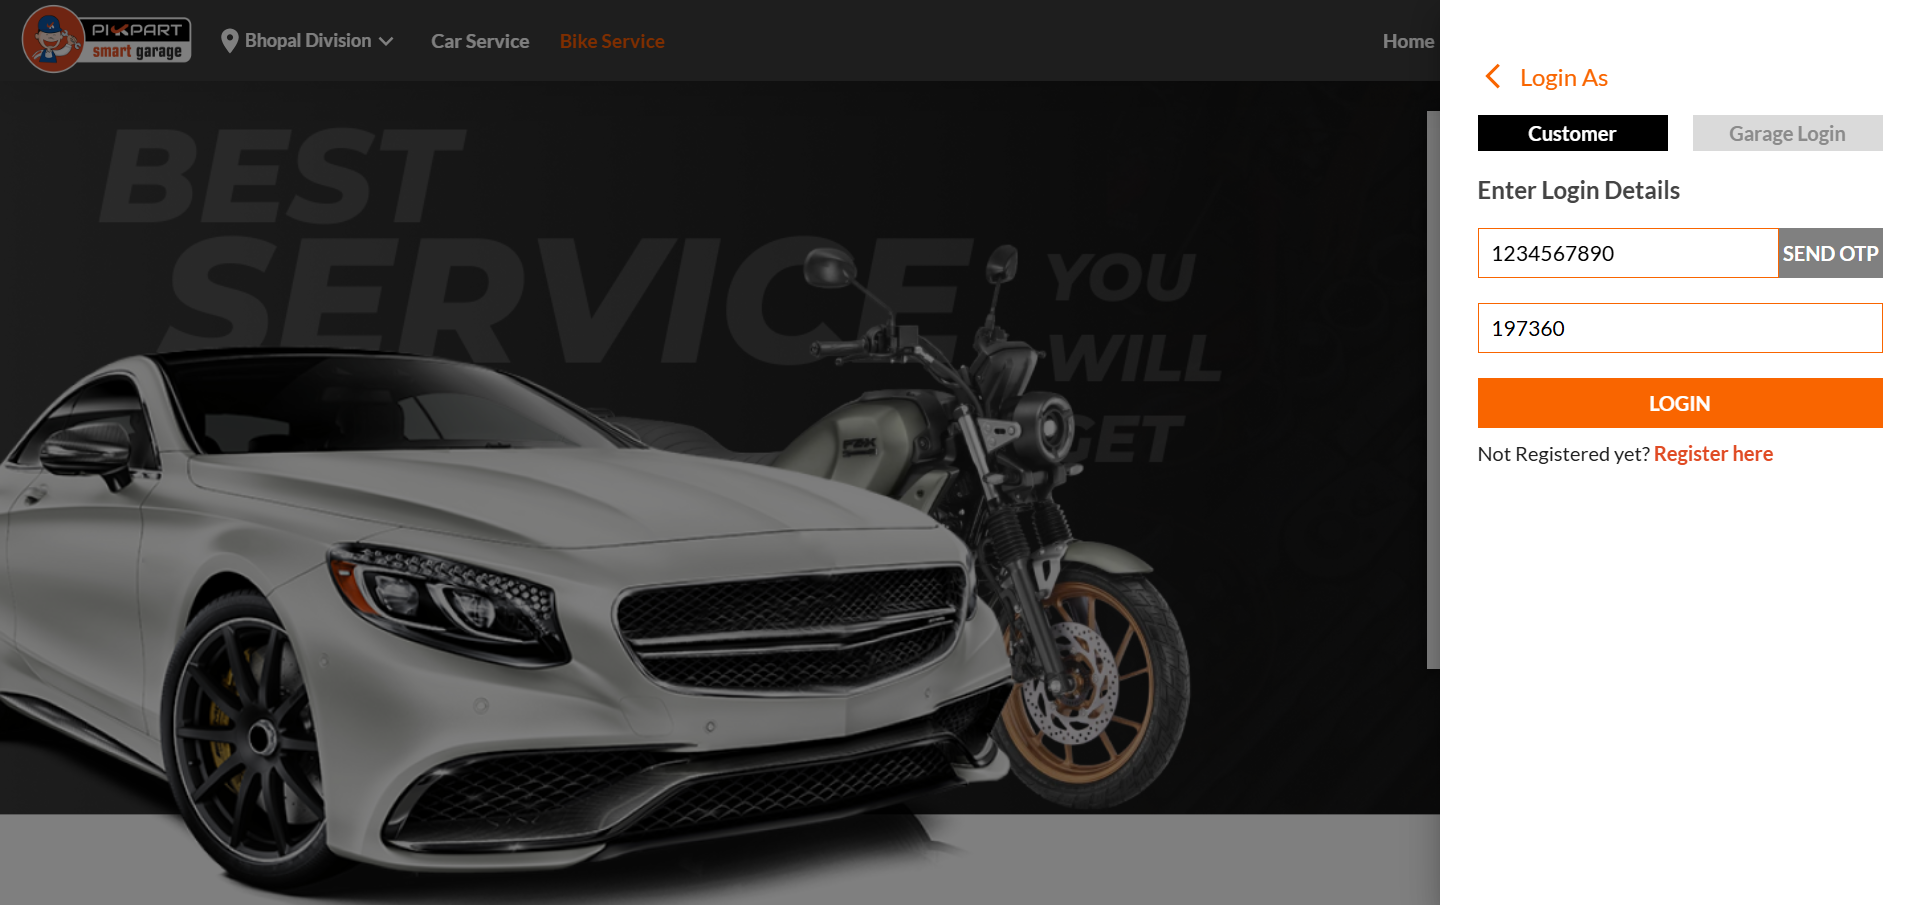 PIKPART
smart garage
Bhopal Division
Car Service
Bike Service
Home
BEST
SERVICE
YOU
WILL
GET
Login As
Customer
Garage Login
Enter Login Details
1234567890
SEND OTP
197360
LOGIN
Not Registered yet? Register here